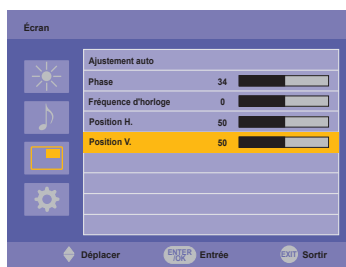 Écran
Ajustement auto
Phase 34
Fréquence d'horloge 0
Position H. 50
Position V. 50
Déplacer ENTER /OK Entrée EXIT Sortir